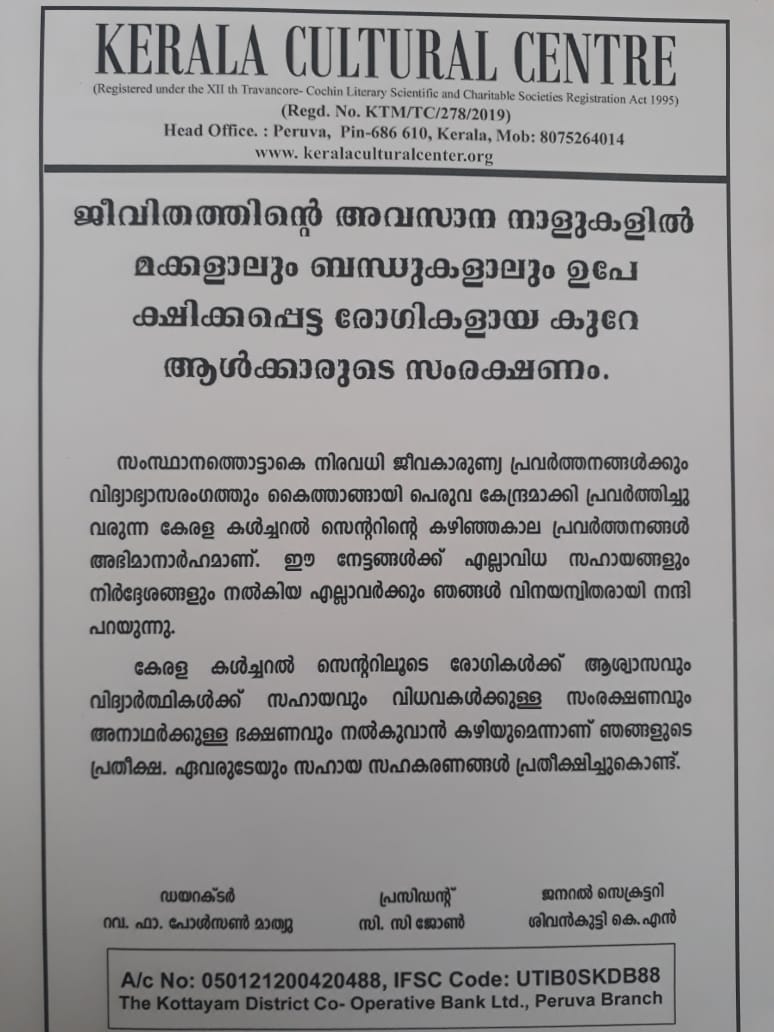 KERALA CULTURAL CENTRE
(Registered under the XII th Travancore- Cochin Literary Scientific and Charitable Societies Registration Act 1995)
(Regd. No. KTM/TC/278/2019)
Head Office. : Peruva, Pin-686 610, Kerala, Mob: 8075264014
www. keralaculturalcenter.org
ജീവിതത്തിന്റെ അവസാന നാളുകളിൽ
മക്കളാലും ബന്ധുകളാലും ഉപേ
ക്ഷിക്കപ്പെട്ട രോഗികളായ കുറേ
ആൾക്കാരുടെ സംരക്ഷണം.
സംസ്ഥാനത്തൊട്ടാകെ നിരവധി ജീവകാരുണ്യ പ്രവർത്തനങ്ങൾക്കും
വിദ്യാഭ്യാസരംഗത്തും കൈത്താങ്ങായി പെരുവ കേന്ദ്രമാക്കി പ്രവർത്തിച്ചു
വരുന്ന കേരള കൾച്ചറൽ സെന്ററിന്റെ കഴിഞ്ഞകാല പ്രവർത്തനങ്ങൾ
അഭിമാനാർഹമാണ്. ഈ നേട്ടങ്ങൾക്ക് എല്ലാവിധ സഹായങ്ങളും
നിർദ്ദേശങ്ങളും നൽകിയ എല്ലാവർക്കും ഞങ്ങൾ വിനയന്വിതരായി നന്ദി
പറയുന്നു.
കേരള കൾച്ചറൽ സെന്ററിലൂടെ രോഗികൾക്ക് ആശ്വാസവും
വിദ്യാർത്ഥികൾക്ക് സഹായവും വിധവകൾക്കുള്ള സംരക്ഷണവും
അനാഥർക്കുള്ള ഭക്ഷണവും നൽകുവാൻ കഴിയുമെന്നാണ് ഞങ്ങളുടെ
പ്രതീക്ഷ. ഏവരുടേയും സഹായ സഹകരണങ്ങൾ പ്രതീക്ഷിച്ചുകൊണ്ട്.
ഡയറക്ടർ പ്രസിഡന്റ് ജനറൽ സെക്രട്ടറി
റവ. ഫാ. പോൾസൺ മാത്യു സി. സി ജോൺ ശിവൻകുട്ടി കെ.എൻ
A/c No: 050121200420488, IFSC Code: UTIB0SKDB88
The Kottayam District Co- Operative Bank Ltd., Peruva Branch